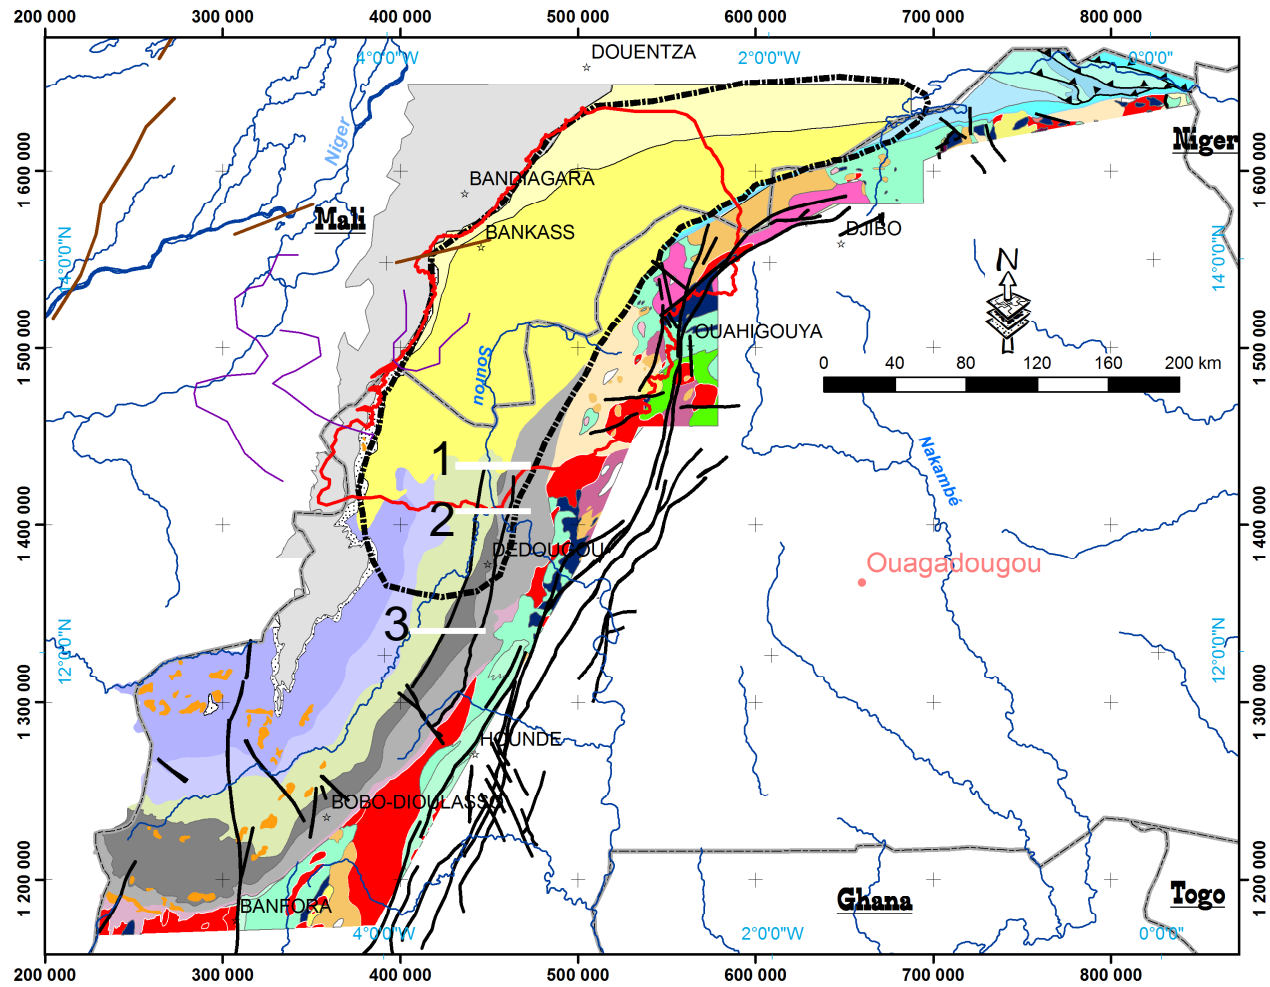 200 000 300 000 400 000 500 000 600 000 700 000 800 000
4°0'0"W 2°0'0"W 0°0'0"
DOUENTZA
Niger
Niger
1 600 000 1 600 000
BANDIAGARA
Mali
BANKASS
DJIBO
14°0'0"N 14°0'0"N
N
OUAHIGOUYA
1 500 000 1 500 000
Sourou
0 40 80 120 160 200 km
1
Nakambé
2
1 400 000 1 400 000
DEDOUGOU
Ouagadougou
3
12°0'0"N 12°0'0"N
1 300 000 1 300 000
HOUNDE
BOBO-DIOULASSO
1 200 000 1 200 000
BANFORA
Ghana
Togo
4°0'0"W 2°0'0"W 0°0'0"
200 000 300 000 400 000 500 000 600 000 700 000 800 000